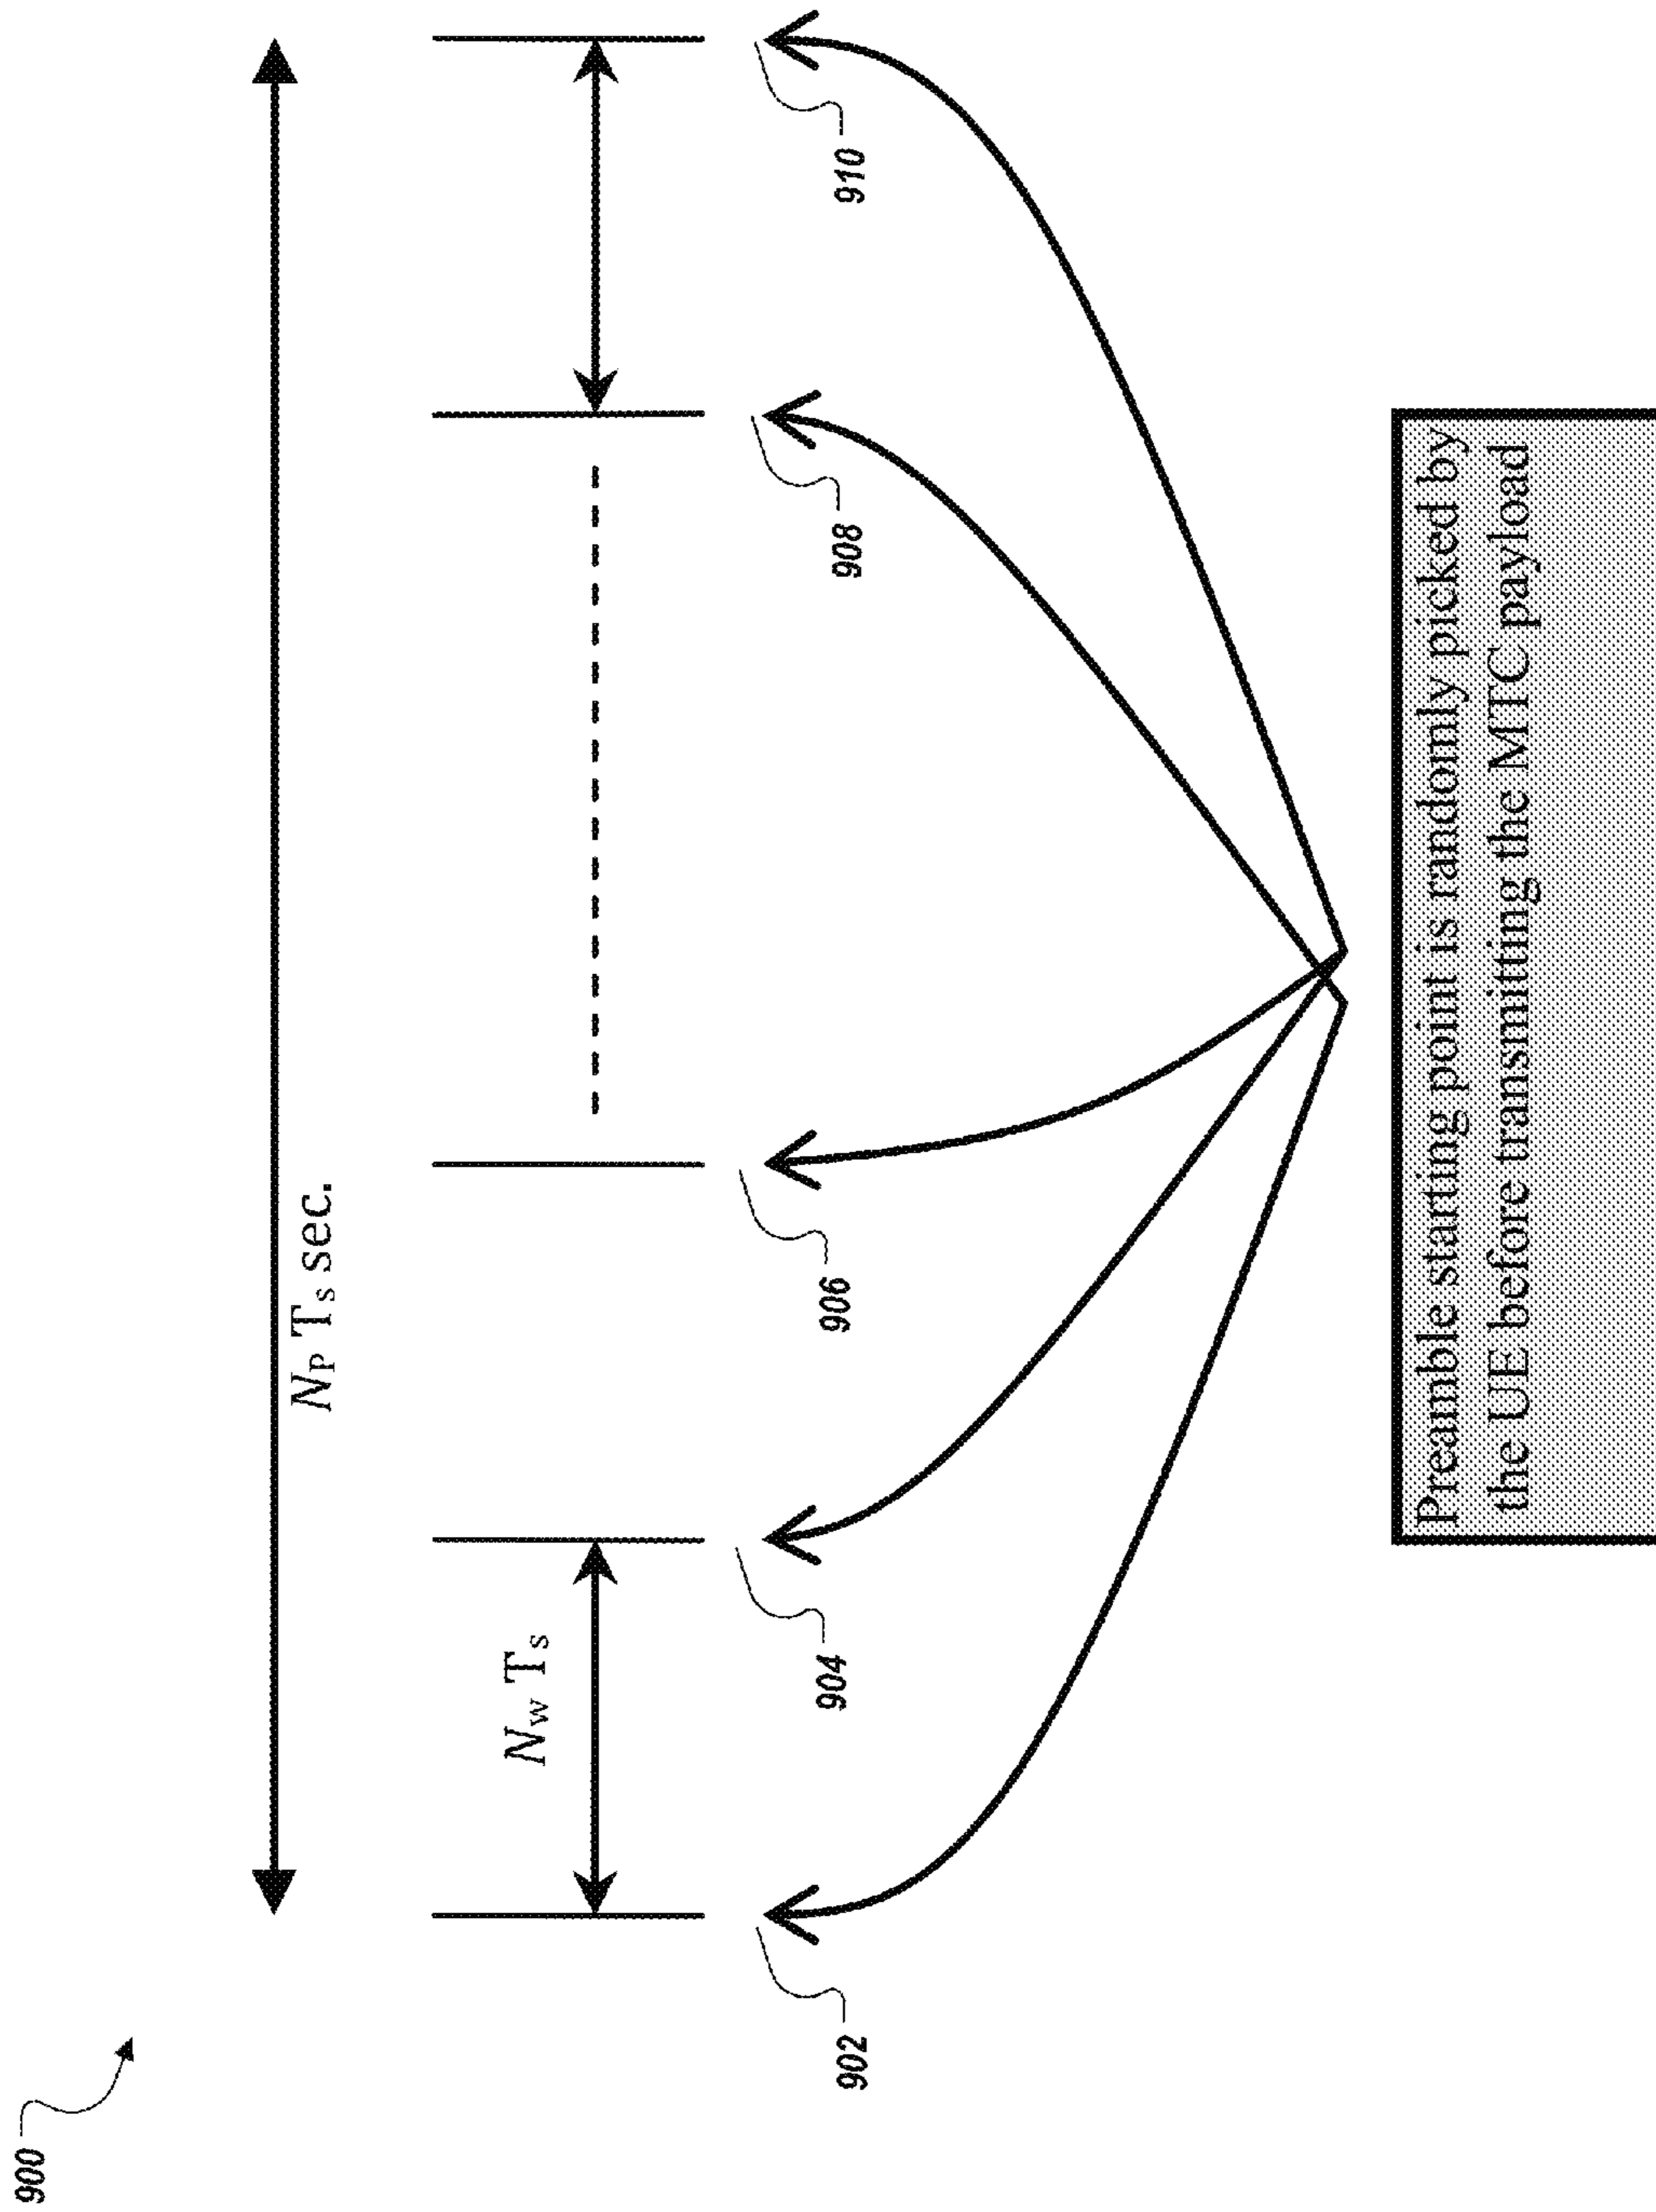 900
N_P T_s sec.
N_w T_s
902
904
906
908
910
Preamble starting point is randomly picked by
the UE before transmitting the MTC payload